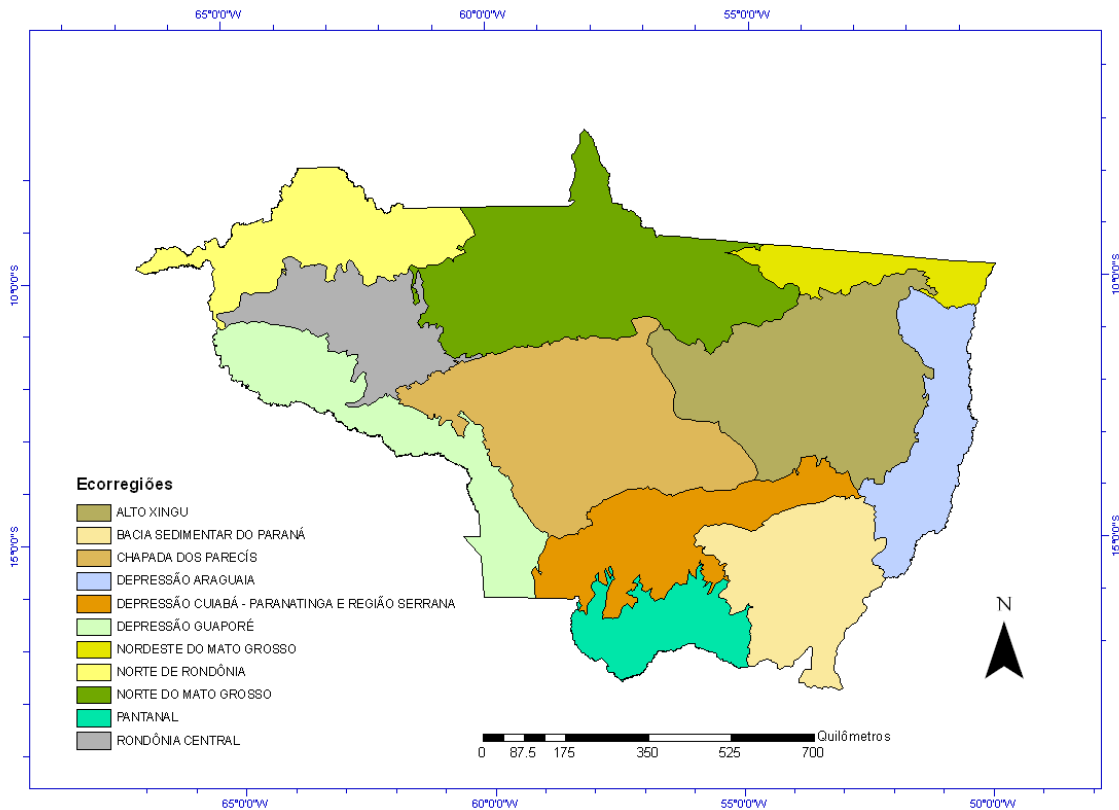 65°0'0"W 60°0'0"W 55°0'0"W
10°0'0"S 10°0'0"S
15°0'0"S 15°0'0"S
Ecorregiões
ALTO XINGU
BACIA SEDIMENTAR DO PARANÁ
CHAPADA DOS PARECÍS
DEPRESSÃO ARAGUAIA
DEPRESSÃO CUIABÁ - PARANATINGA E REGIÃO SERRANA
DEPRESSÃO GUAPORÉ
NORDESTE DO MATO GROSSO
NORTE DE RONDÔNIA
NORTE DO MATO GROSSO
PANTANAL
RONDÔNIA CENTRAL
N
Quilômetros
0 87.5 175 350 525 700
65°0'0"W 60°0'0"W 55°0'0"W 50°0'0"W